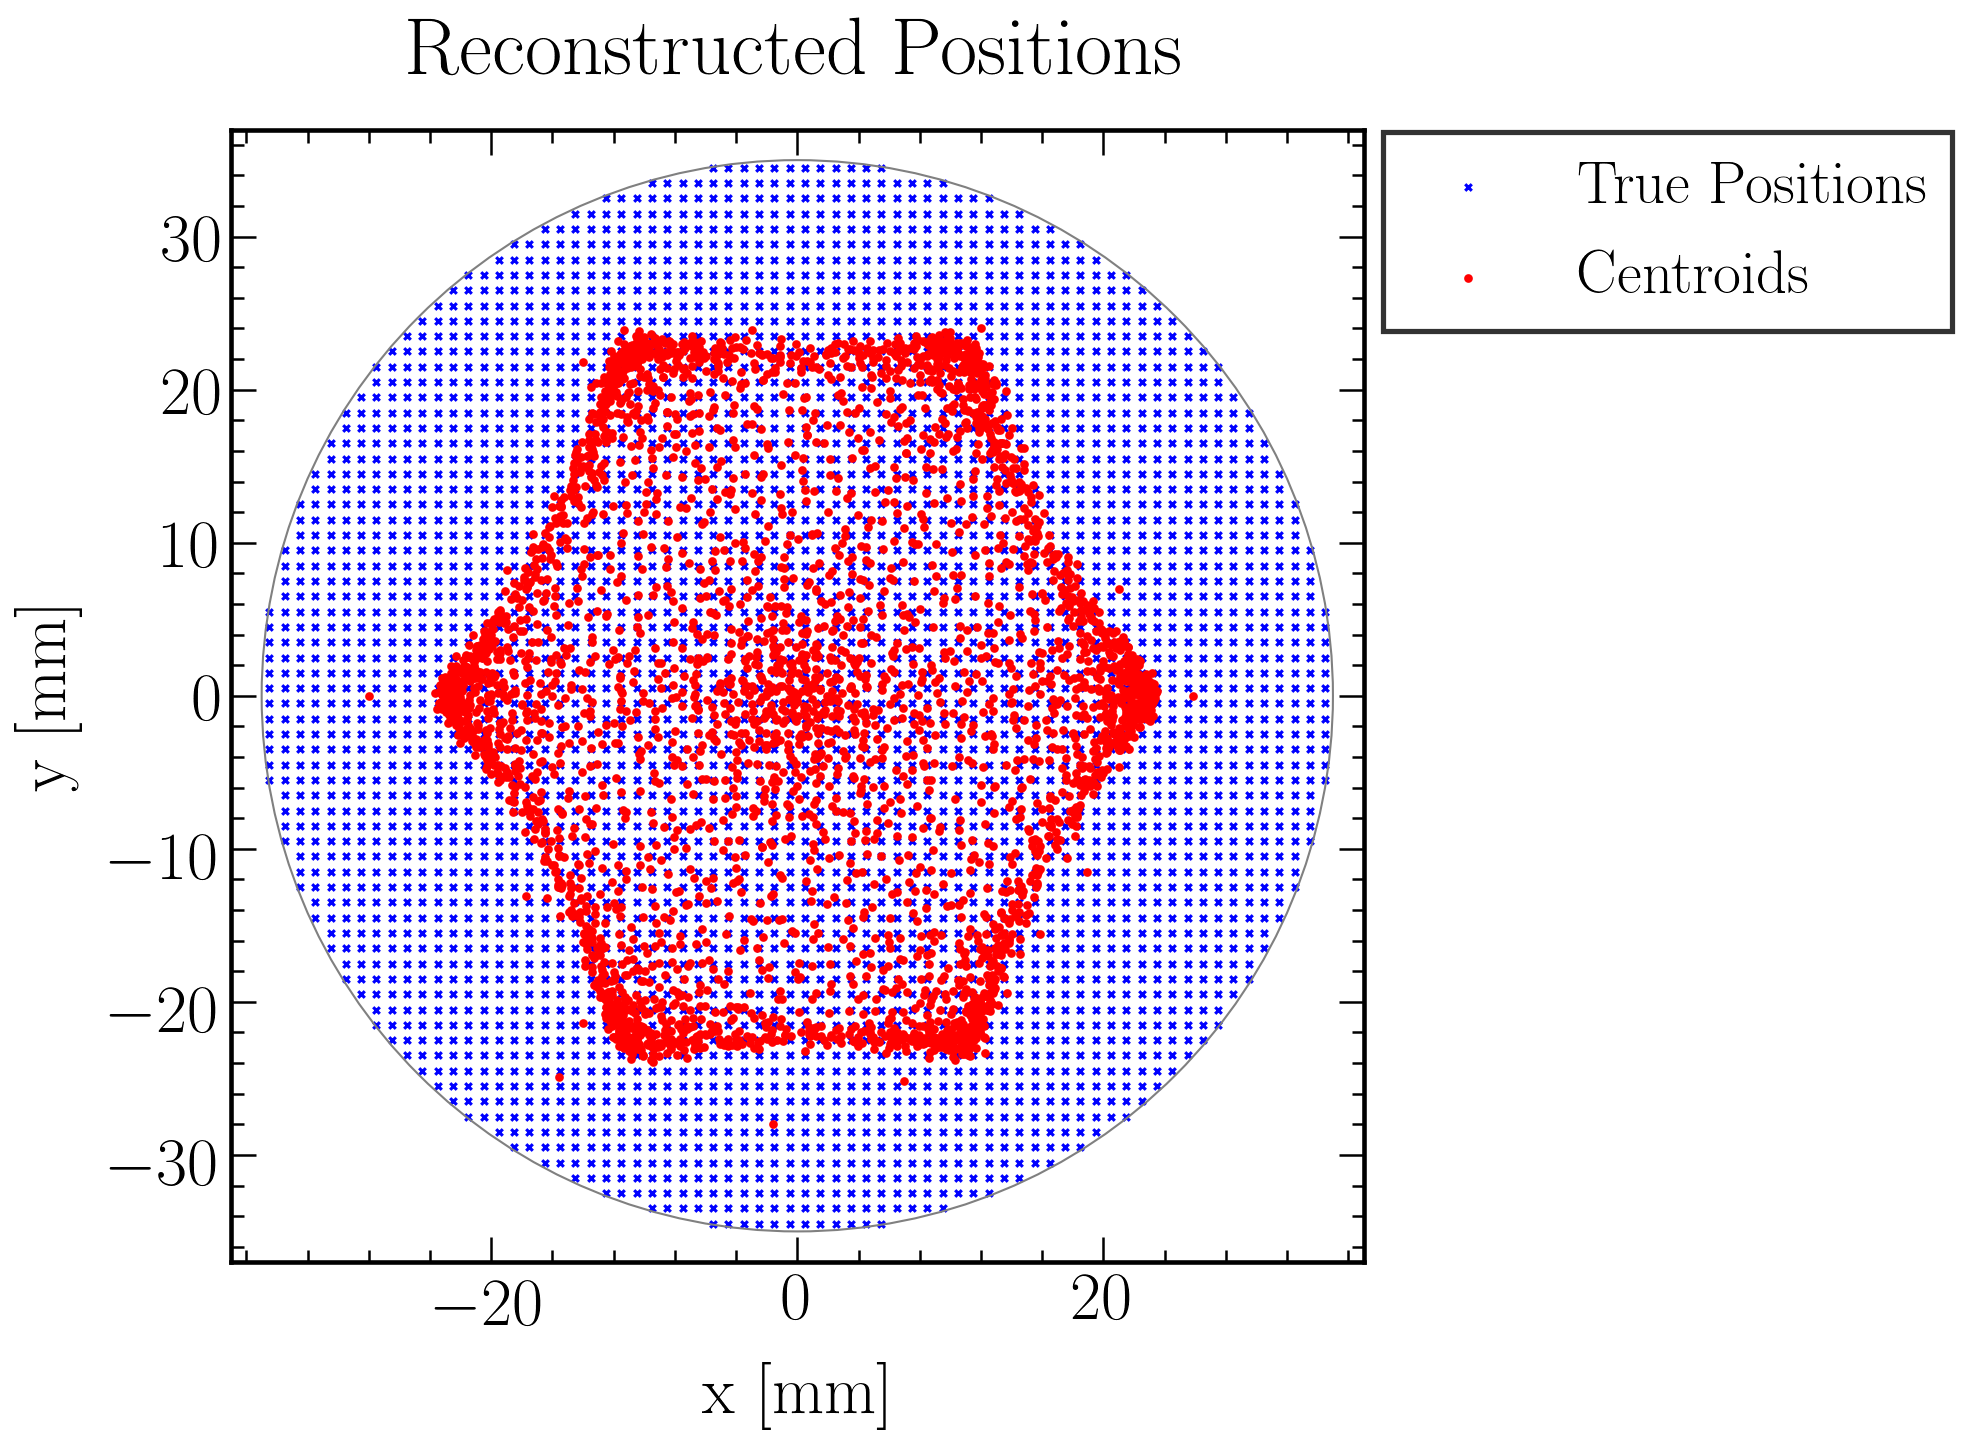 Reconstructed Positions
True Positions
Centroids
30
20
10
0
−10
−20
−30
y [mm]
−20 0 20
x [mm]